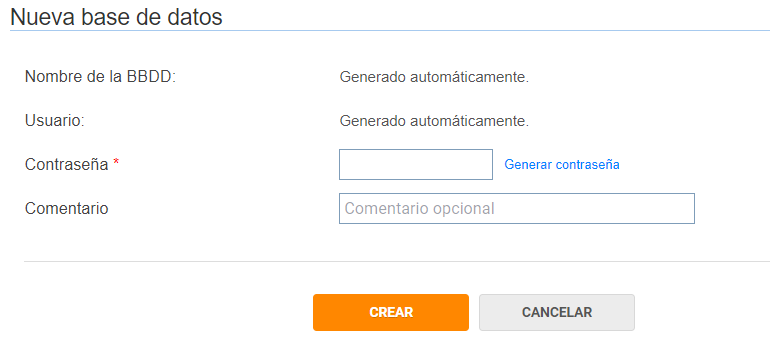 Nueva base de datos
Nombre de la BBDD: Generado automáticamente.
Usuario: Generado automáticamente.
Contraseña * Generar contraseña
Comentario Comentario opcional
CREAR CANCELAR